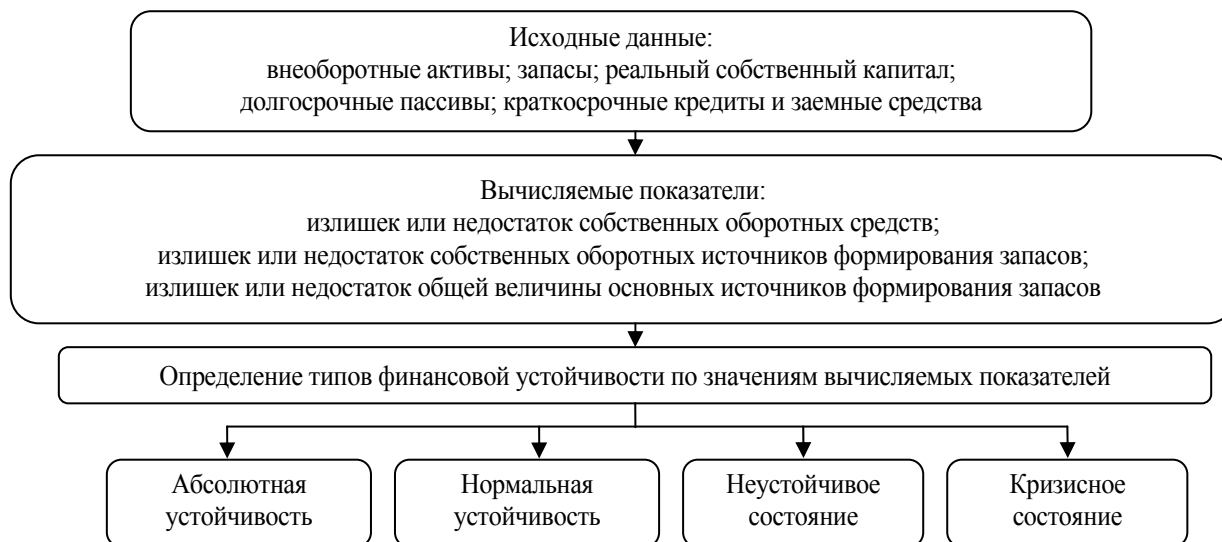 Исходные данные:
внеоборотные активы; запасы; реальный собственный капитал;
долгосрочные пассивы; краткосрочные кредиты и заемные средства
Вычисляемые показатели:
излишек или недостаток собственных оборотных средств;
излишек или недостаток собственных оборотных источников формирования запасов;
излишек или недостаток общей величины основных источников формирования запасов
Определение типов финансовой устойчивости по значениям вычисляемых показателей
Абсолютная
устойчивость
Нормальная
устойчивость
Неустойчивое
состояние
Кризисное
состояние